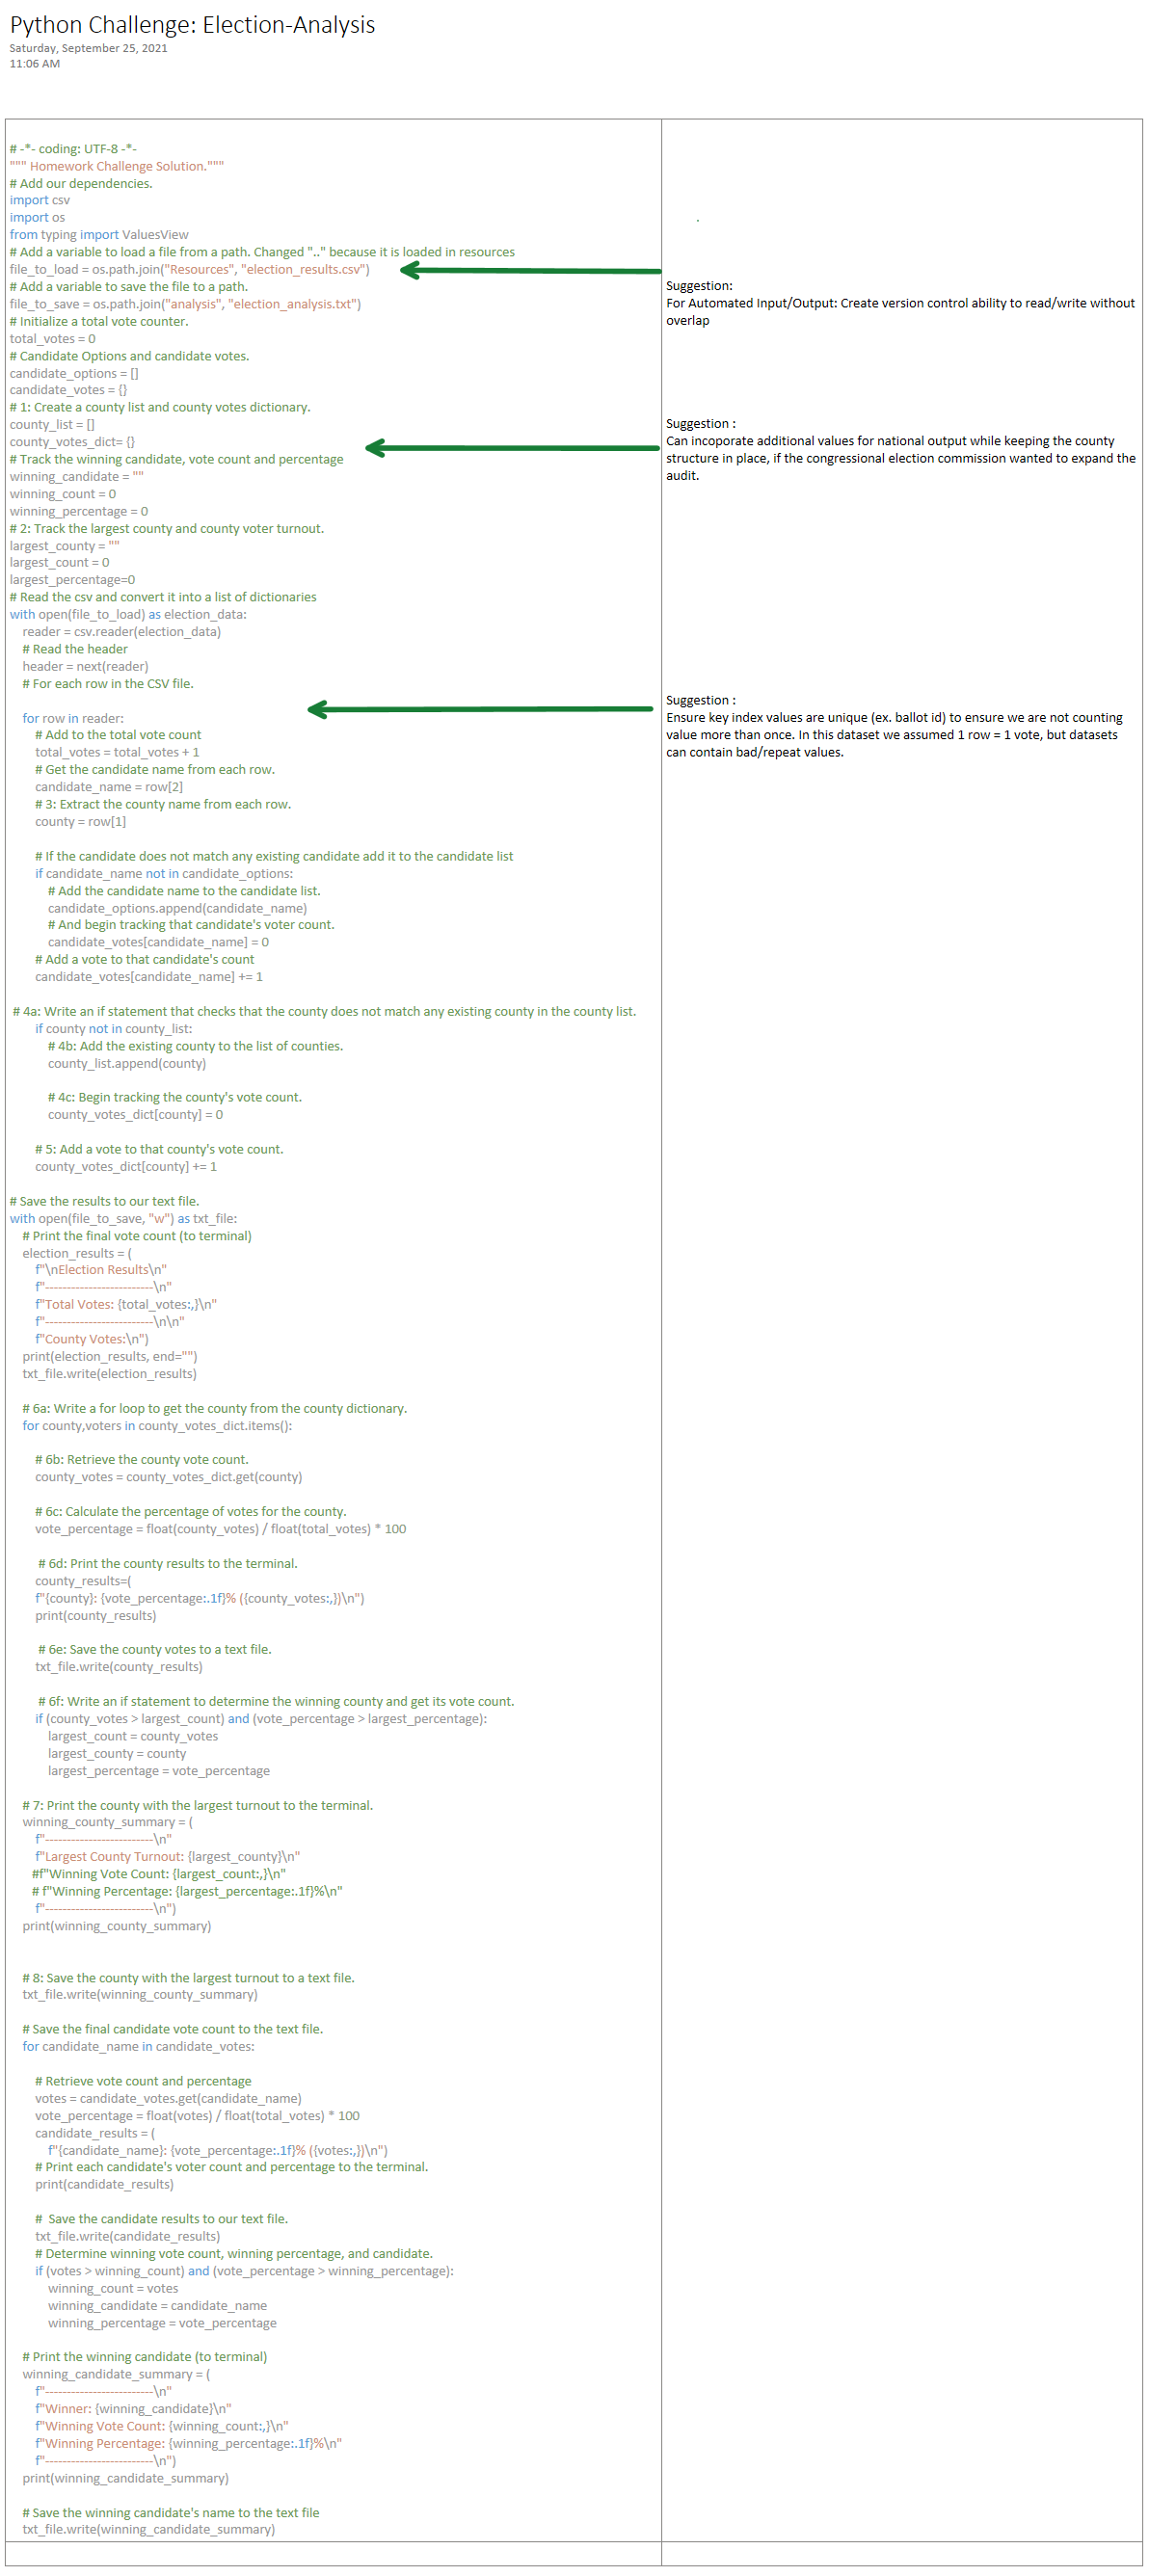 Python Challenge: Election-Analysis
Saturday, September 25, 2021
11:06 AM
# -*- coding: UTF-8 -*-
""" Homework Challenge Solution."""
# Add our dependencies.
import csv
import os
from typing import ValuesView
# Add a variable to load a file from a path. Changed ".." because it is loaded in resources
file_to_load = os.path.join("Resources", "election_results.csv")
# Add a variable to save the file to a path.
file_to_save = os.path.join("analysis", "election_analysis.txt")
# Initialize a total vote counter.
total_votes = 0
# Candidate Options and candidate votes.
candidate_options = []
candidate_votes = {}
# 1: Create a county list and county votes dictionary.
county_list = []
county_votes_dict= {}
# Track the winning candidate, vote count and percentage
winning_candidate = ""
winning_count = 0
winning_percentage = 0
# 2: Track the largest county and county voter turnout.
largest_county = ""
largest_count = 0
largest_percentage=0
# Read the csv and convert it into a list of dictionaries
with open(file_to_load) as election_data:
    reader = csv.reader(election_data)
    # Read the header
    header = next(reader)
    # For each row in the CSV file.
    for row in reader:
        # Add to the total vote count
        total_votes = total_votes + 1
        # Get the candidate name from each row.
        candidate_name = row[2]
        # 3: Extract the county name from each row.
        county = row[1]
        # If the candidate does not match any existing candidate add it to the candidate list
        if candidate_name not in candidate_options:
            # Add the candidate name to the candidate list.
            candidate_options.append(candidate_name)
            # And begin tracking that candidate's voter count.
            candidate_votes[candidate_name] = 0
        # Add a vote to that candidate's count
        candidate_votes[candidate_name] += 1
# 4a: Write an if statement that checks that the county does not match any existing county in the county list.
        if county not in county_list:
            # 4b: Add the existing county to the list of counties.
            county_list.append(county)
            # 4c: Begin tracking the county's vote count.
            county_votes_dict[county] = 0
        # 5: Add a vote to that county's vote count.
        county_votes_dict[county] += 1
# Save the results to our text file.
with open(file_to_save, "w") as txt_file:
    # Print the final vote count (to terminal)
    election_results = (
        f"\nElection Results\n"
        f"-------------------------\n"
        f"Total Votes: {total_votes:,}\n"
        f"-------------------------\n\n"
        f"County Votes:\n")
    print(election_results, end="")
    txt_file.write(election_results)
    # 6a: Write a for loop to get the county from the county dictionary.
    for county,voters in county_votes_dict.items():
        # 6b: Retrieve the county vote count.
        county_votes = county_votes_dict.get(county)
        # 6c: Calculate the percentage of votes for the county.
        vote_percentage = float(county_votes) / float(total_votes) * 100
        # 6d: Print the county results to the terminal.
        county_results=(
        f"{county}: {vote_percentage:.1f}% ({county_votes:,})\n")
        print(county_results)
        # 6e: Save the county votes to a text file.
        txt_file.write(county_results)
        # 6f: Write an if statement to determine the winning county and get its vote count.
        if (county_votes > largest_count) and (vote_percentage > largest_percentage):
            largest_count = county_votes
            largest_county = county
            largest_percentage = vote_percentage
    # 7: Print the county with the largest turnout to the terminal.
    winning_county_summary = (
        f"-------------------------\n"
        f"Largest County Turnout: {largest_county}\n"
       #f"Winning Vote Count: {largest_count:,}\n"
       # f"Winning Percentage: {largest_percentage:.1f}%\n"
        f"-------------------------\n")
    print(winning_county_summary)
    # 8: Save the county with the largest turnout to a text file.
    txt_file.write(winning_county_summary)
    # Save the final candidate vote count to the text file.
    for candidate_name in candidate_votes:
        # Retrieve vote count and percentage
        votes = candidate_votes.get(candidate_name)
        vote_percentage = float(votes) / float(total_votes) * 100
        candidate_results = (
            f"{candidate_name}: {vote_percentage:.1f}% ({votes:,})\n")
        # Print each candidate's voter count and percentage to the terminal.
        print(candidate_results)
        #  Save the candidate results to our text file.
        txt_file.write(candidate_results)
        # Determine winning vote count, winning percentage, and candidate.
        if (votes > winning_count) and (vote_percentage > winning_percentage):
            winning_count = votes
            winning_candidate = candidate_name
            winning_percentage = vote_percentage
    # Print the winning candidate (to terminal)
    winning_candidate_summary = (
        f"-------------------------\n"
        f"Winner: {winning_candidate}\n"
        f"Winning Vote Count: {winning_count:,}\n"
        f"Winning Percentage: {winning_percentage:.1f}%\n"
        f"-------------------------\n")
    print(winning_candidate_summary)
    # Save the winning candidate's name to the text file
    txt_file.write(winning_candidate_summary)
.
Suggestion:
For Automated Input/Output: Create version control ability to read/write without
overlap
Suggestion :
Can incoporate additional values for national output while keeping the county
structure in place, if the congressional election commission wanted to expand the
audit.
Suggestion :
Ensure key index values are unique (ex. ballot id) to ensure we are not counting
value more than once. In this dataset we assumed 1 row = 1 vote, but datasets
can contain bad/repeat values.